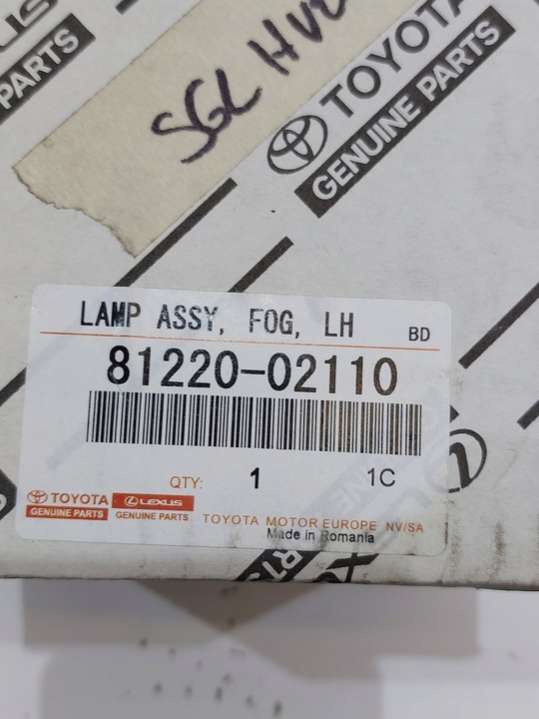 LEXUS
PARTS
SGL HV
TOYOTA
GENUINE PARTS
LAMP ASSY, FOG, LH BD
81220-02110
QTY: 1 1C
TOYOTA LEXUS
GENUINE PARTS GENUINE PARTS
TOYOTA MOTOR EUROPE NV/SA
Made in Romania